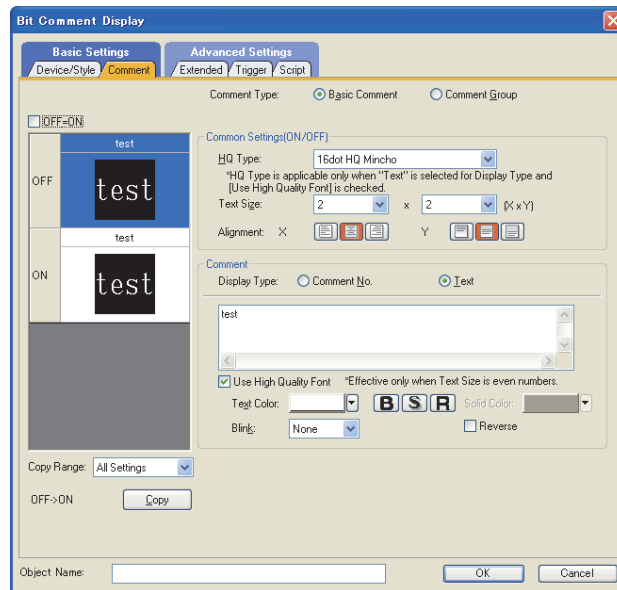 Bit Comment Display
Basic Settings Advanced Settings
Device/Style Comment Extended Trigger Script
Comment Type: Basic Comment Comment Group
OFF=ON
test
OFF test
test
ON test
Common Settings(ON/OFF)
HQ Type: 16dot HQ Mincho
*HQ Type is applicable only when "Text" is selected for Display Type and
[Use High Quality Font] is checked.
Text Size: 2 x 2 (X x Y)
Alignment: X Y
Comment
Display Type: Comment No. Text
test
Use High Quality Font *Effective only when Text Size is even numbers.
Text Color: B S R Solid Color:
Blink: None Reverse
Copy Range: All Settings
OFF->ON Copy
Object Name: OK Cancel